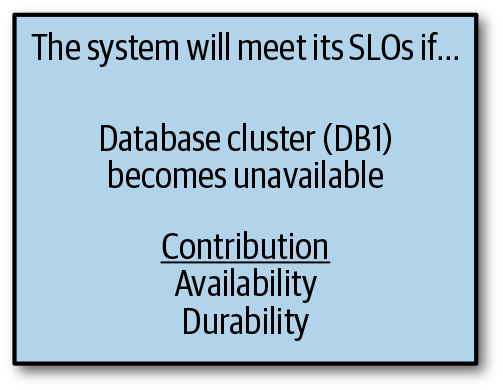 The system will meet its SLOs if...
Database cluster (DB1)
becomes unavailable
Contribution
Availability
Durability